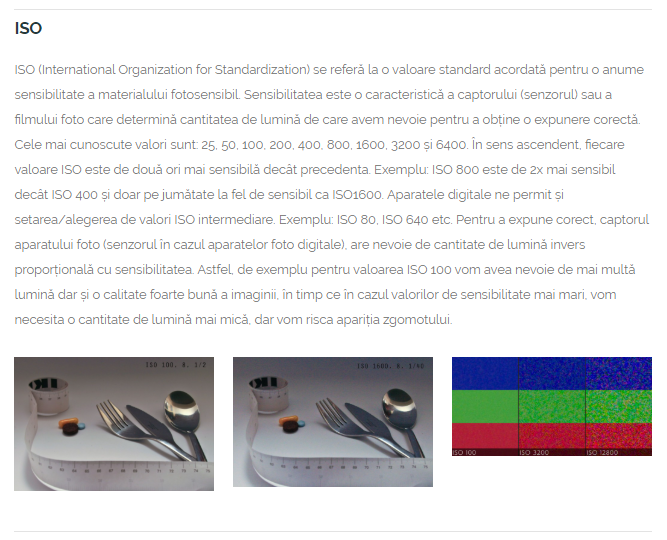 ISO
ISO (International Organization for Standardization) se referă la o valoare standard acordată pentru o anume
sensibilitate a materialului fotosensibil. Sensibilitatea este o caracteristică a captorului (senzorul) sau a
filmului foto care determină cantitatea de lumină de care avem nevoie pentru a obține o expunere corectă.
Cele mai cunoscute valori sunt: 25, 50, 100, 200, 400, 800, 1600, 3200 și 6400. În sens ascendent, fiecare
valoare ISO este de două ori mai sensibilă decât precedenta. Exemplu: ISO 800 este de 2x mai sensibil
decât ISO 400 și doar pe jumătate la fel de sensibil ca ISO1600. Aparatele digitale ne permit și
setarea/alegerea de valori ISO intermediare. Exemplu: ISO 80, ISO 640 etc. Pentru a expune corect, captorul
aparatului foto (senzorul în cazul aparatelor foto digitale), are nevoie de cantitate de lumină invers
proporțională cu sensibilitatea. Astfel, de exemplu pentru valoarea ISO 100 vom avea nevoie de mai multă
lumină dar și o calitate foarte bună a imaginii, în timp ce în cazul valorilor de sensibilitate mai mari, vom
necesita o cantitate de lumină mai mică, dar vom risca apariția zgomotului.
ISO 100, 8, 1/2
ISO 1600, 8,
ISO 100 ISO 3200 ISO 12800